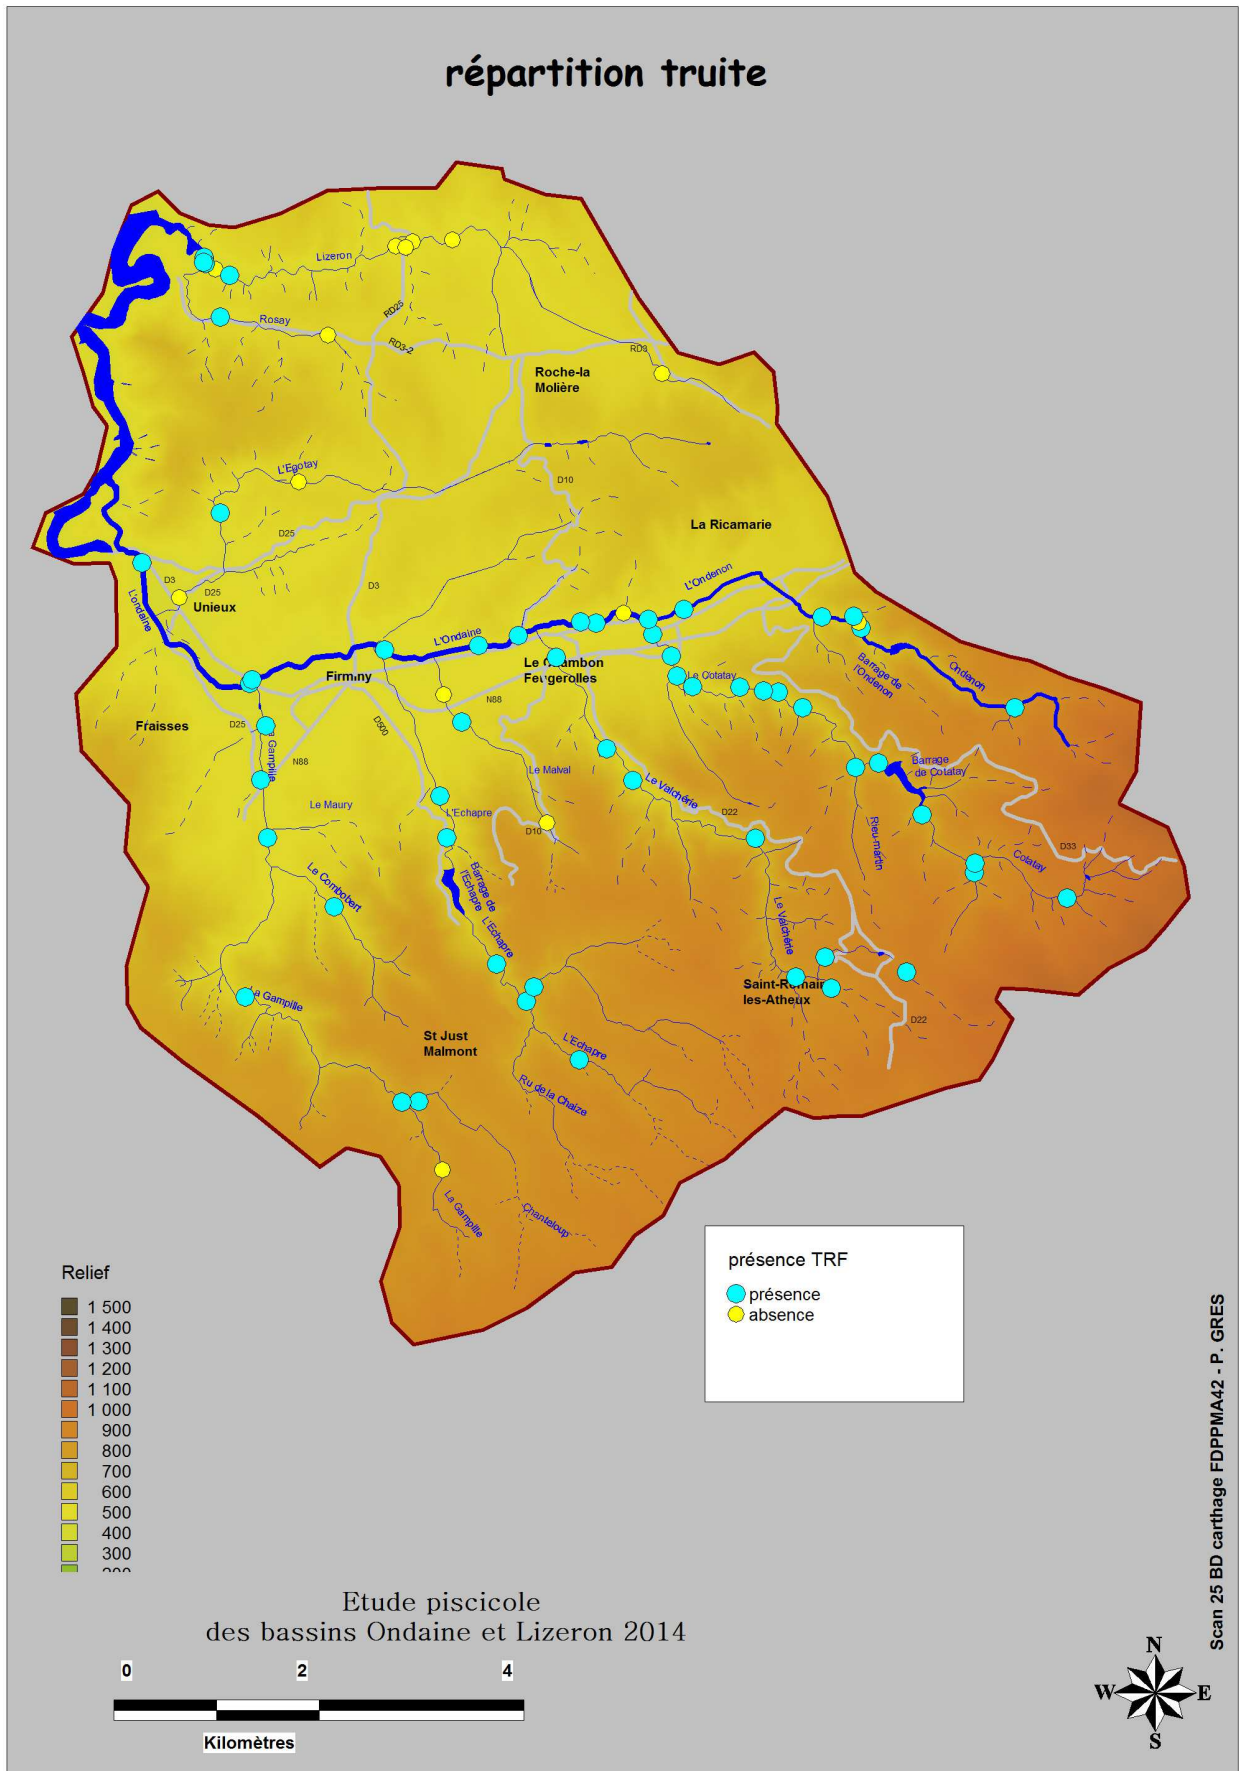 répartition truite
Lizeron
Rosay
RD25
RD3-2
RD3
Roche-la
Molière
L'Egotay
D10
D25
La Ricamarie
D3
D25
Unieux
D3
L'Ondenon
L'ondaine
L'Ondaine
Firminy
Feugerolles
Le Cotatay
Barrage de
l'Ondenon
Ondenon
Fraisses
D25
N88
D500
N88
Le Malval
Le Maury
L'Echapre
D10
Le Valchérie
D22
Barrage
de Cotatay
Rieu-martin
D33
Cotatay
Le Combobert
Barrage de
l'Echapre
L'Echapre
Le Valchérie
Saint-Romain
les-Atheux
D22
La Gampille
St Just
Malmont
L'Echapre
Ru de la Chaize
La Gampille
Chanteloup
présence TRF
présence
absence
Relief
1 500
1 400
1 300
1 200
1 100
1 000
900
800
700
600
500
400
300
Scan 25 BD carthage FDPPMA42 - P. GRES
Etude piscicole
des bassins Ondaine et Lizeron 2014
0 2 4
Kilomètres
N
W E
S